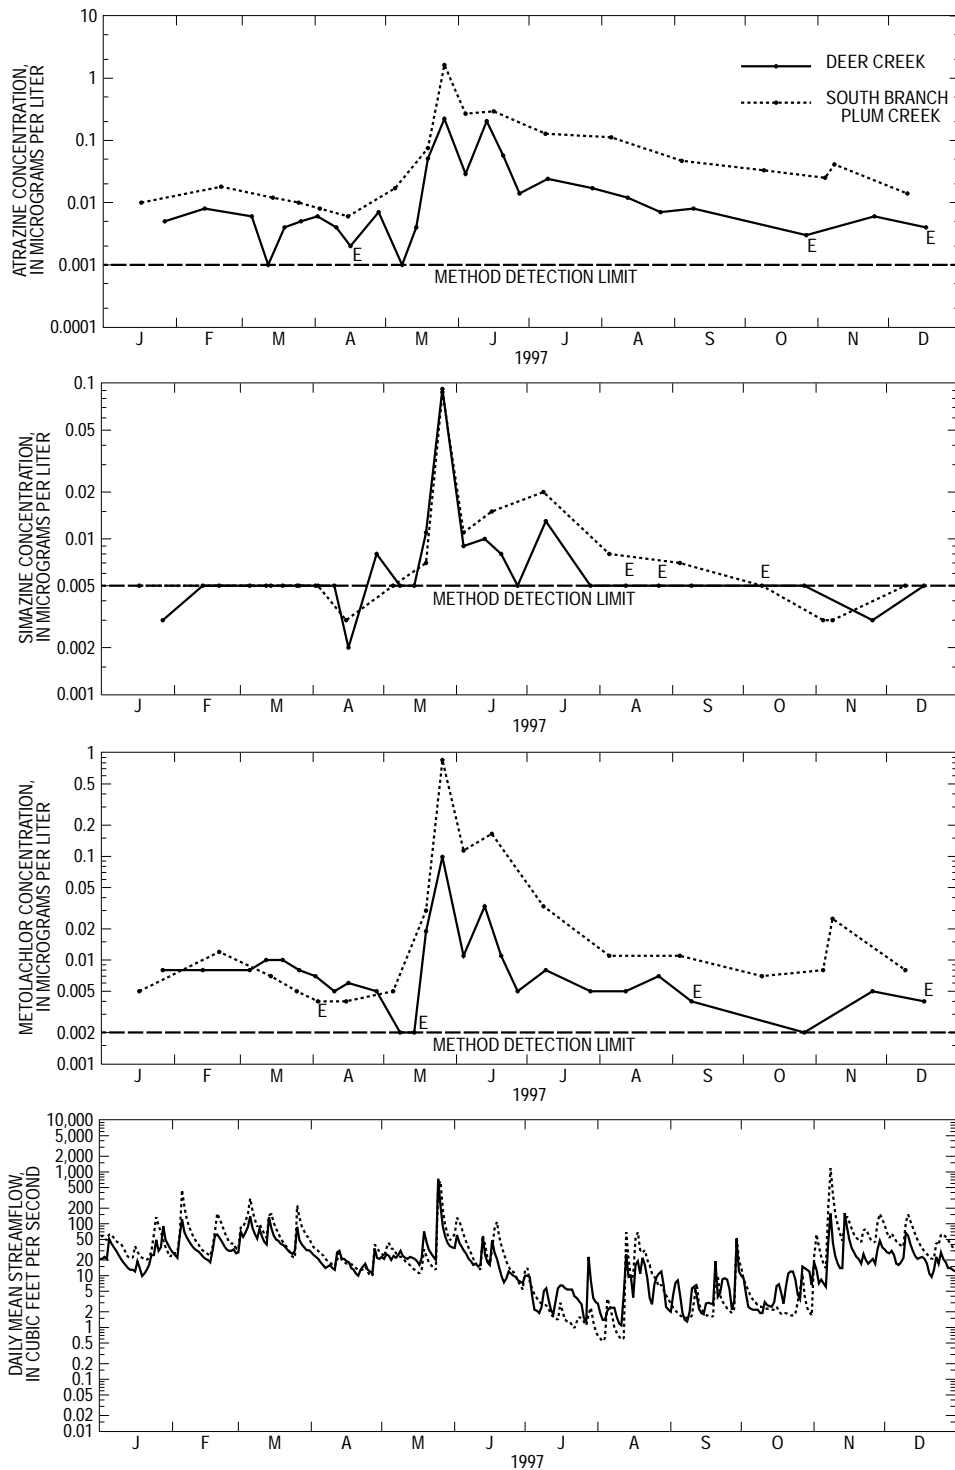 10
1
0.1
0.01
0.001
0.0001
ATRAZINE CONCENTRATION,
IN MICROGRAMS PER LITER
DEER CREEK
SOUTH BRANCH
PLUM CREEK
E
E
E
METHOD DETECTION LIMIT
J F M A M J J A S O N D
1997
0.1
0.05
0.02
0.01
0.005
0.002
0.001
SIMAZINE CONCENTRATION,
IN MICROGRAMS PER LITER
E E E
METHOD DETECTION LIMIT
J F M A M J J A S O N D
1997
1
0.5
0.2
0.1
0.05
0.02
0.01
0.005
0.002
0.001
METOLACHLOR CONCENTRATION,
IN MICROGRAMS PER LITER
E
E
E
E
METHOD DETECTION LIMIT
J F M A M J J A S O N D
1997
10,000
5,000
2,000
1,000
500
200
100
50
20
10
5
2
1
0.5
0.2
0.1
0.05
0.02
0.01
DAILY MEAN STREAMFLOW,
IN CUBIC FEET PER SECOND
J F M A M J J A S O N D
1997